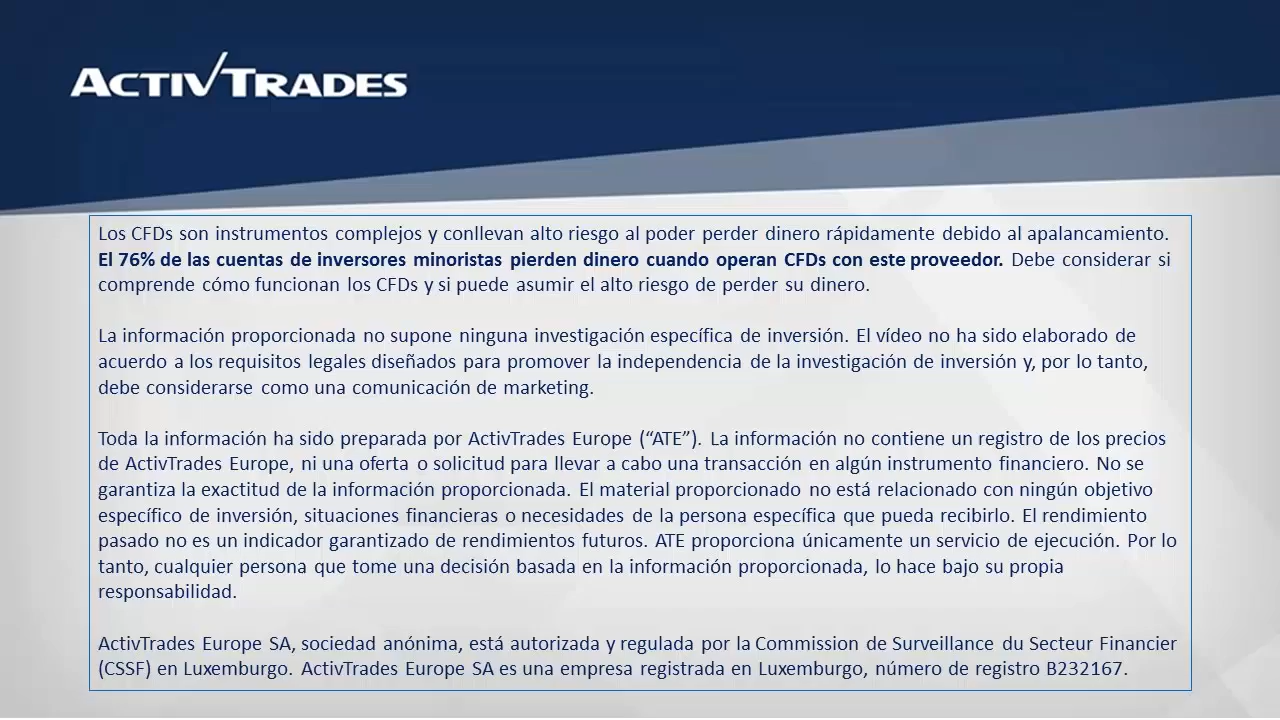 ACTIVTRADES
Los CFDs son instrumentos complejos y conllevan alto riesgo al poder perder dinero rápidamente debido al apalancamiento.
El 76% de las cuentas de inversores minoristas pierden dinero cuando operan CFDs con este proveedor. Debe considerar si
comprende cómo funcionan los CFDs y si puede asumir el alto riesgo de perder su dinero.
La información proporcionada no supone ninguna investigación específica de inversión. El vídeo no ha sido elaborado de
acuerdo a los requisitos legales diseñados para promover la independencia de la investigación de inversión y, por lo tanto,
debe considerarse como una comunicación de marketing.
Toda la información ha sido preparada por ActivTrades Europe (“ATE”). La información no contiene un registro de los precios
de ActivTrades Europe, ni una oferta o solicitud para llevar a cabo una transacción en algún instrumento financiero. No se
garantiza la exactitud de la información proporcionada. El material proporcionado no está relacionado con ningún objetivo
específico de inversión, situaciones financieras o necesidades de la persona específica que pueda recibirlo. El rendimiento
pasado no es un indicador garantizado de rendimientos futuros. ATE proporciona únicamente un servicio de ejecución. Por lo
tanto, cualquier persona que tome una decisión basada en la información proporcionada, lo hace bajo su propia
responsabilidad.
ActivTrades Europe SA, sociedad anónima, está autorizada y regulada por la Commission de Surveillance du Secteur Financier
(CSSF) en Luxemburgo. ActivTrades Europe SA es una empresa registrada en Luxemburgo, número de registro B232167.